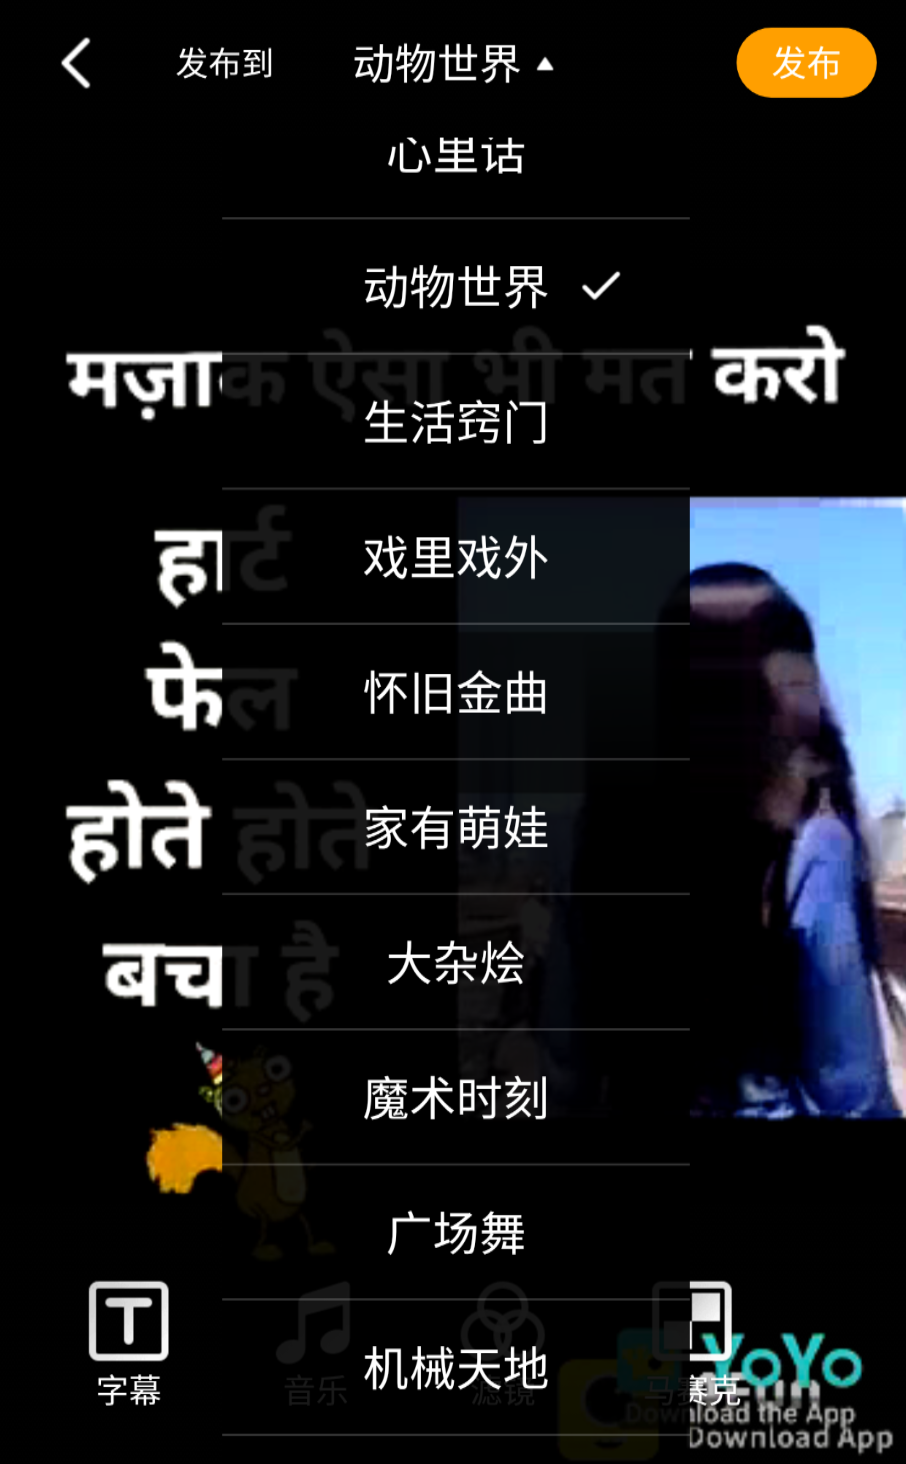 发布到 动物世界 发布
心里话
动物世界
मज़ाक ऐसा भी मत करो
生活窍门
हार्ट
戏里戏外
फेल
怀旧金曲
होते होते
家有萌娃
बचा है
大杂烩
魔术时刻
广场舞
机械天地
字幕 音乐 滤镜 马赛克
YoYo
Download the App
Download App